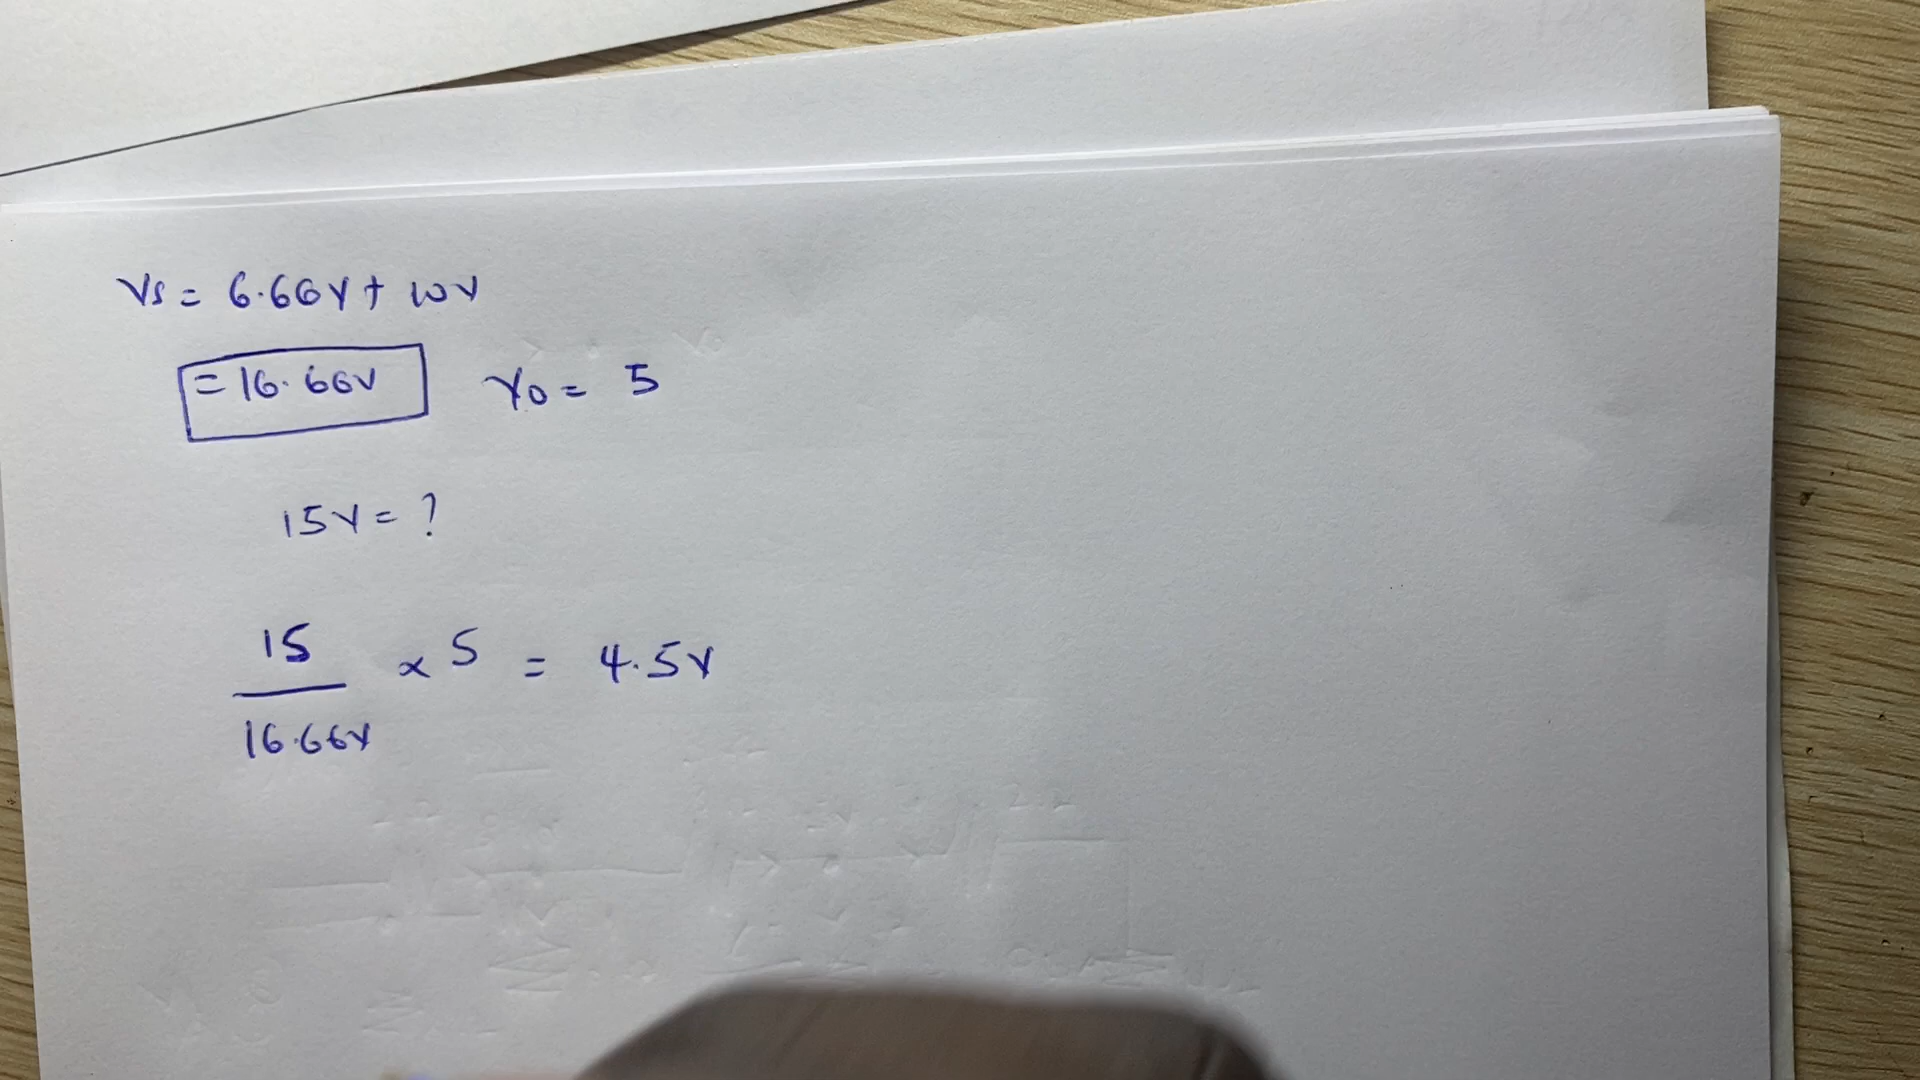 Vs = 6.66V + 10V
= 16.66V Vo = 5
15V = ?
15
—— × 5 = 4.5V
16.66V